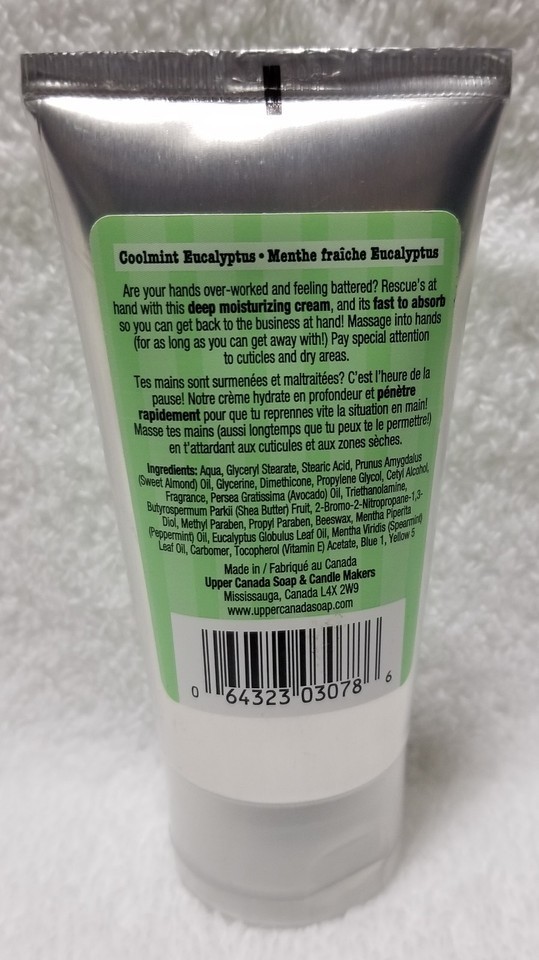 Coolmint Eucalyptus • Menthe fraîche Eucalyptus
Are your hands over-worked and feeling battered? Rescue's at
hand with this deep moisturizing cream, and its fast to absorb
so you can get back to the business at hand! Massage into hands
(for as long as you can get away with!) Pay special attention
to cuticles and dry areas.
Tes mains sont surmenées et maltraitées? C'est l'heure de la
pause! Notre crème hydrate en profondeur et pénètre
rapidement pour que tu reprennes vite la situation en main!
Masse tes mains (aussi longtemps que tu peux te le permettre!)
en t'attardant aux cuticules et aux zones sèches.
Ingredients: Aqua, Glyceryl Stearate, Stearic Acid, Prunus Amygdalus
(Sweet Almond) Oil, Glycerine, Dimethicone, Propylene Glycol, Cetyl Alcohol,
Fragrance, Persea Gratissima (Avocado) Oil, Triethanolamine,
Butyrospermum Parkii (Shea Butter) Fruit, 2-Bromo-2-Nitropropane-1,3-
Diol, Methyl Paraben, Propyl Paraben, Beeswax, Mentha Piperita
(Peppermint) Oil, Eucalyptus Globulus Leaf Oil, Mentha Viridis (Spearmint)
Leaf Oil, Carbomer, Tocopherol (Vitamin E) Acetate, Blue 1, Yellow 5
Made in / Fabriqué au Canada
Upper Canada Soap & Candle Makers
Mississauga, Canada L4X 2W9
www.uppercanadasoap.com
0 64323 03078 6